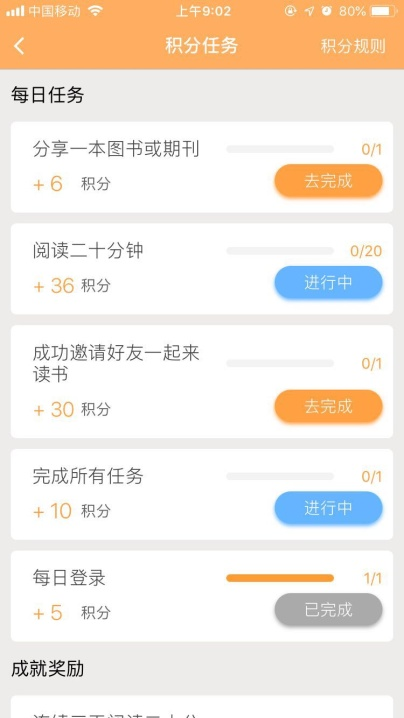 中国移动 上午9:02 80%
积分任务 积分规则
每日任务
分享一本图书或期刊 0/1
+ 6 积分 去完成
阅读二十分钟 0/20
+ 36 积分 进行中
成功邀请好友一起来
读书 0/1
+ 30 积分 去完成
完成所有任务 0/1
+ 10 积分 进行中
每日登录 1/1
+ 5 积分 已完成
成就奖励